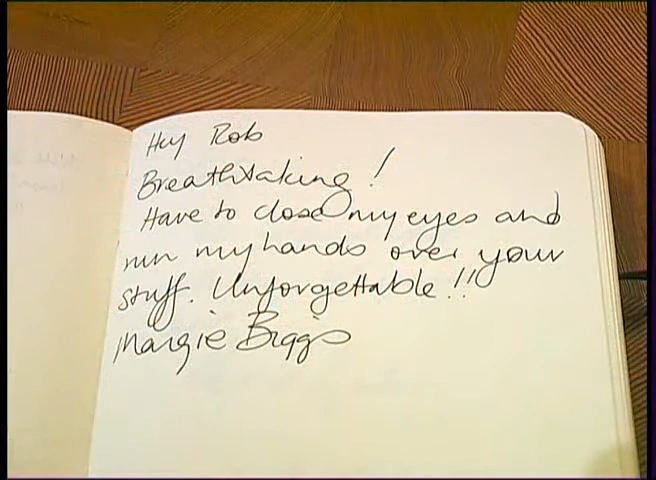 Hey Rob
Breathtaking!
Have to close my eyes and
run my hands over your
stuff. Unforgettable!!
Margie Biggs